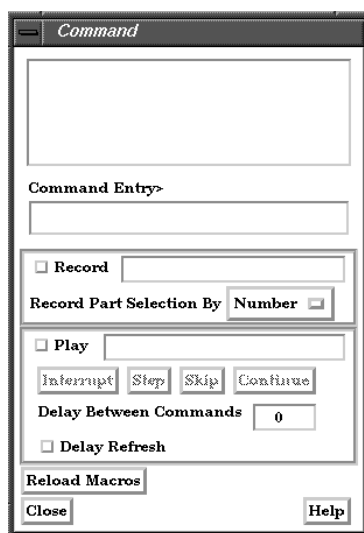 Command
Command Entry>
Record
Record Part Selection By Number
Play
Interrupt Step Skip Continue
Delay Between Commands 0
Delay Refresh
Reload Macros
Close Help